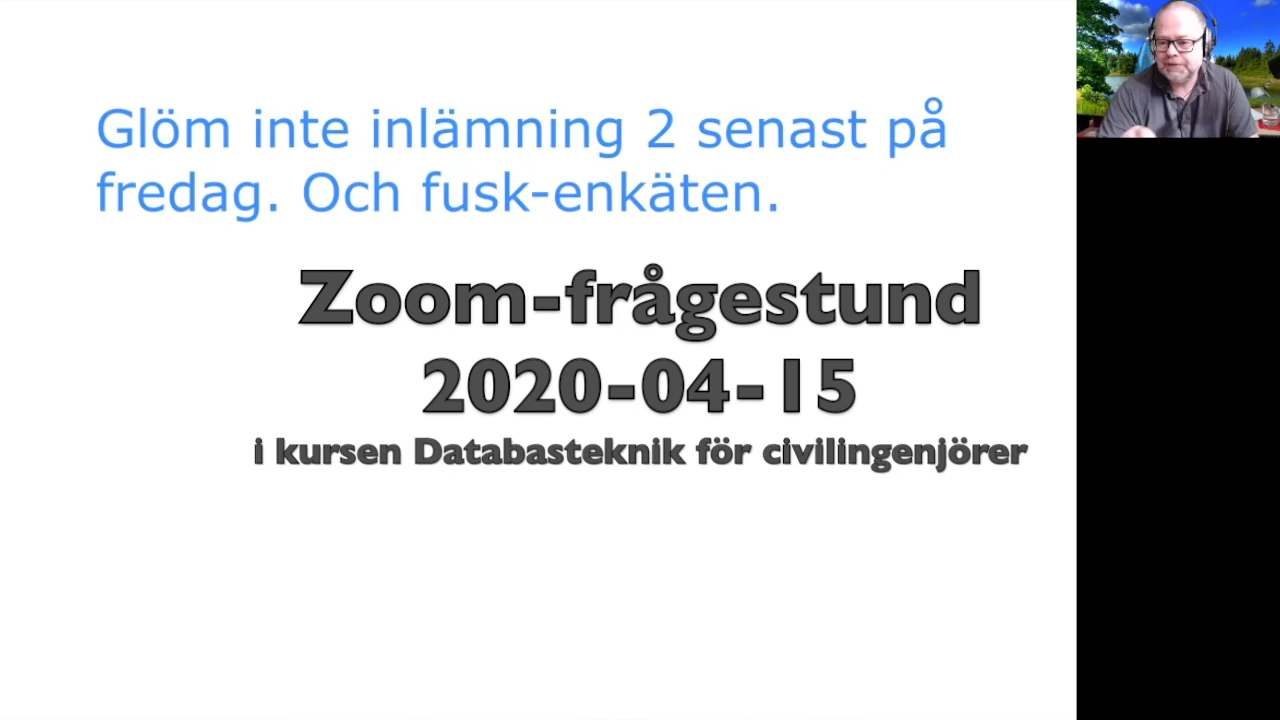 Glöm inte inlämning 2 senast på
fredag. Och fusk-enkäten.
Zoom-frågestund
2020-04-15
i kursen Databasteknik för civilingenjörer